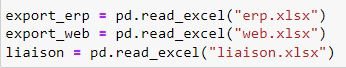 export_erp = pd.read_excel("erp.xlsx")
export_web = pd.read_excel("web.xlsx")
liaison = pd.read_excel("liaison.xlsx")